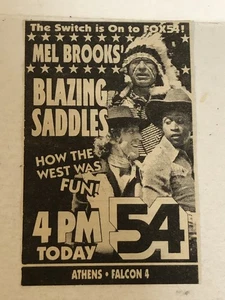 The Switch is On to FOX54!
MEL BROOKS'
BLAZING
SADDLES
HOW THE
WEST WAS
FUN!
4 PM
TODAY
54
ATHENS • FALCON 4